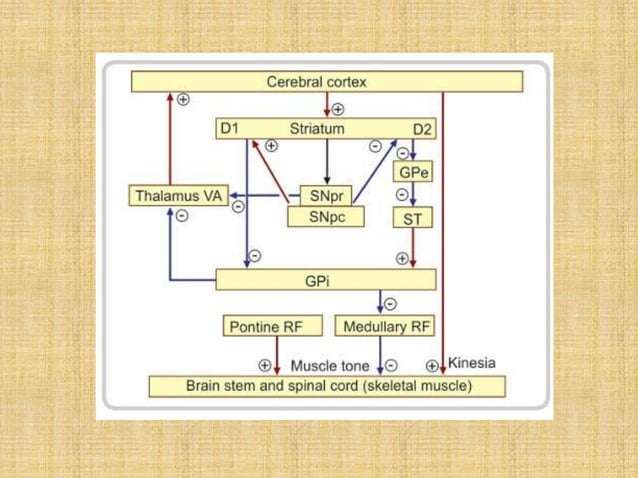 Cerebral cortex
+
+
D1 Striatum D2
+
-
-
GPe
Thalamus VA
SNpr
-
-
-
SNpc
ST
-
+
GPi
-
Pontine RF
Medullary RF
+
Muscle tone
-
+
Kinesia
Brain stem and spinal cord (skeletal muscle)